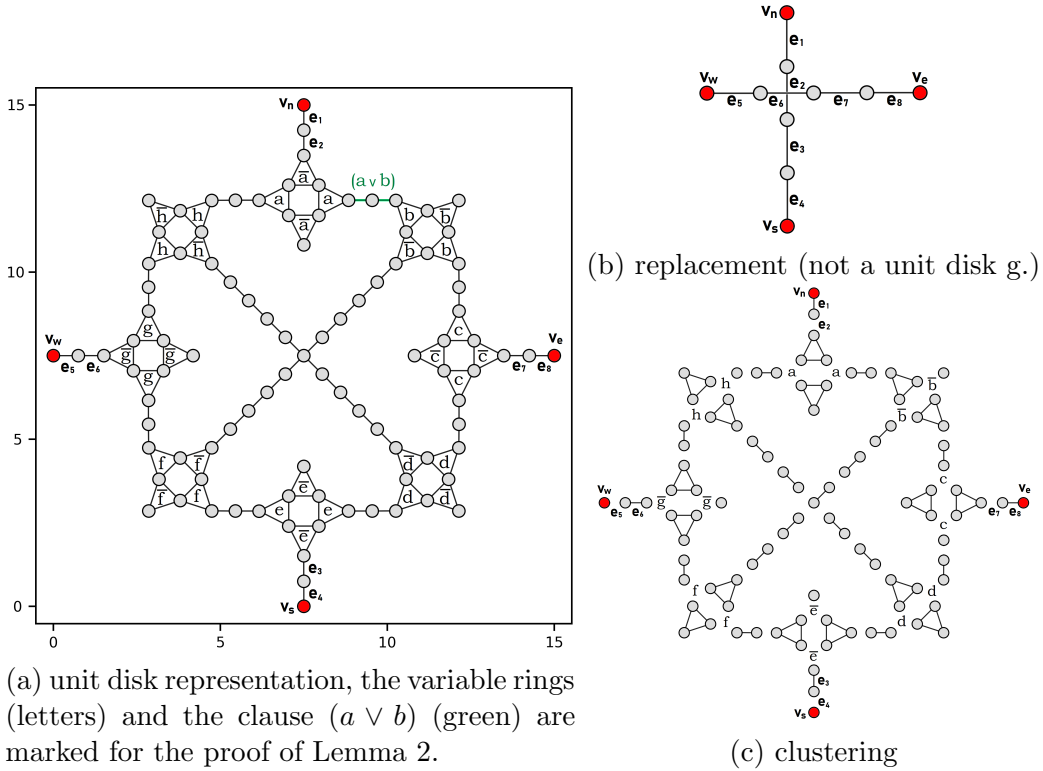 15
10
5
0
0 5 10 15
vₙ
e₁
e₂
a̅
(a ∨ b)
a a
a̅
h̅ h
h h̅
b b̅
b̅ b
g
v_w
e₅ e₆
g̅ g̅
g
c
c̅ c̅
c
vₑ
e₇ e₈
f f̅
f̅ f
d̅ d
d d̅
e̅
e e
e̅
e₃
e₄
vₛ
(a) unit disk representation, the variable rings
(letters) and the clause (a ∨ b) (green) are
marked for the proof of Lemma 2.
vₙ
e₁
v_w e₂ vₑ
e₅ e₆ e₇ e₈
e₃
e₄
vₛ
(b) replacement (not a unit disk g.)
vₙ
e₁
e₂
h a a b̅
h b̅
c
v_w g̅ g̅ vₑ
e₅ e₆ e₇ e₈
c
f d
e̅
f d
e̅
e₃
e₄
vₛ
(c) clustering